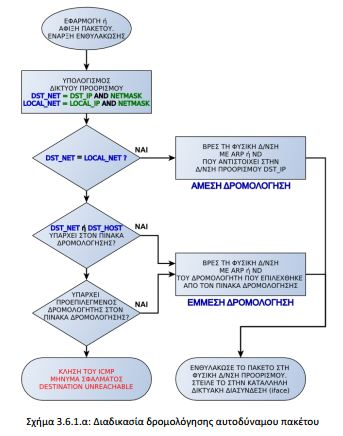 ΕΦΑΡΜΟΓΗ ή
ΑΦΙΞΗ ΠΑΚΕΤΟΥ.
ΕΝΑΡΞΗ ΕΝΘΥΛΑΚΩΣΗΣ
ΥΠΟΛΟΓΙΣΜΟΣ
ΔΙΚΤΥΟΥ ΠΡΟΟΡΙΣΜΟΥ
DST_NET = DST_IP AND NETMASK
LOCAL_NET = LOCAL_IP AND NETMASK
DST_NET = LOCAL_NET ?
ΝΑΙ
ΒΡΕΣ ΤΗ ΦΥΣΙΚΗ Δ/ΝΣΗ
ΜΕ ARP ή ND
ΠΟΥ ΑΝΤΙΣΤΟΙΧΕΙ ΣΤΗΝ
Δ/ΝΣΗ ΠΡΟΟΡΙΣΜΟΥ DST_IP
ΑΜΕΣΗ ΔΡΟΜΟΛΟΓΗΣΗ
DST_NET ή DST_HOST
ΥΠΑΡΧΕΙ ΣΤΟΝ ΠΙΝΑΚΑ
ΔΡΟΜΟΛΟΓΗΣΗΣ?
ΝΑΙ
ΒΡΕΣ ΤΗ ΦΥΣΙΚΗ Δ/ΝΣΗ
ΜΕ ARP ή ND
ΤΟΥ ΔΡΟΜΟΛΟΓΗΤΗ ΠΟΥ ΕΠΙΛΕΧΘΗΚΕ
ΑΠΟ ΤΟΝ ΠΙΝΑΚΑ ΔΡΟΜΟΛΟΓΗΣΗΣ
ΕΜΜΕΣΗ ΔΡΟΜΟΛΟΓΗΣΗ
ΥΠΑΡΧΕΙ
ΠΡΟΕΠΙΛΕΓΜΕΝΟΣ
ΔΡΟΜΟΛΟΓΗΤΗΣ ΣΤΟΝ
ΠΙΝΑΚΑ ΔΡΟΜΟΛΟΓΗΣΗΣ?
ΝΑΙ
ΚΛΗΣΗ ΤΟΥ ICMP
ΜΗΝΥΜΑ ΣΦΑΛΜΑΤΟΣ
DESTINATION UNREACHABLE
ΕΝΘΥΛΑΚΩΣΕ ΤΟ ΠΑΚΕΤΟ ΣΤΗ
ΦΥΣΙΚΗ Δ/ΝΣΗ ΠΡΟΟΡΙΣΜΟΥ.
ΣΤΕΙΛΕ ΤΟ ΣΤΗΝ ΚΑΤΑΛΛΗΛΗ
ΔΙΚΤΥΑΚΗ ΔΙΑΣΥΝΔΕΣΗ (iface)
Σχήμα 3.6.1.α: Διαδικασία δρομολόγησης αυτοδύναμου πακέτου